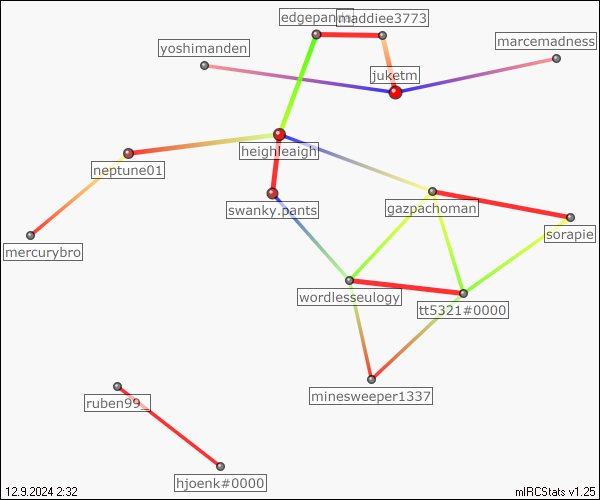 edgepanda
maddiee3773
yoshimanden
marcemadness
juketm
heighleaigh
neptune01
swanky.pants
gazpachoman
sorapie
mercurybro
wordlesseulogy
tt5321#0000
minesweeper1337
ruben99_
hjoenk#0000
12.9.2024 2:32
mIRCStats v1.25